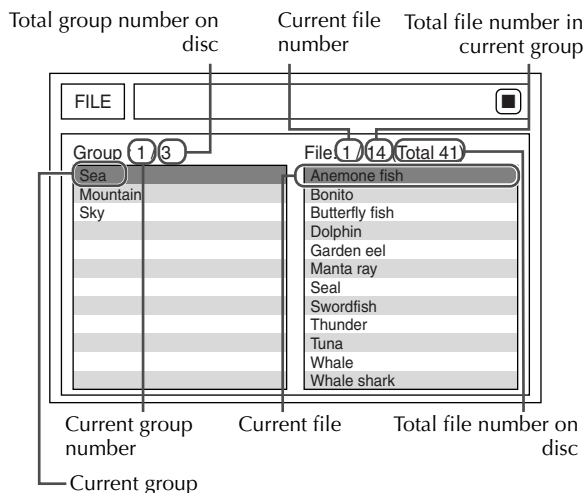 Total group number on
disc
Current file
number
Total file number in
current group
FILE
Group : 1 / 3
File: 1 / 14 (Total 41)
Sea
Mountain
Sky
Anemone fish
Bonito
Butterfly fish
Dolphin
Garden eel
Manta ray
Seal
Swordfish
Thunder
Tuna
Whale
Whale shark
Current group
number
Current file
Total file number on
disc
Current group